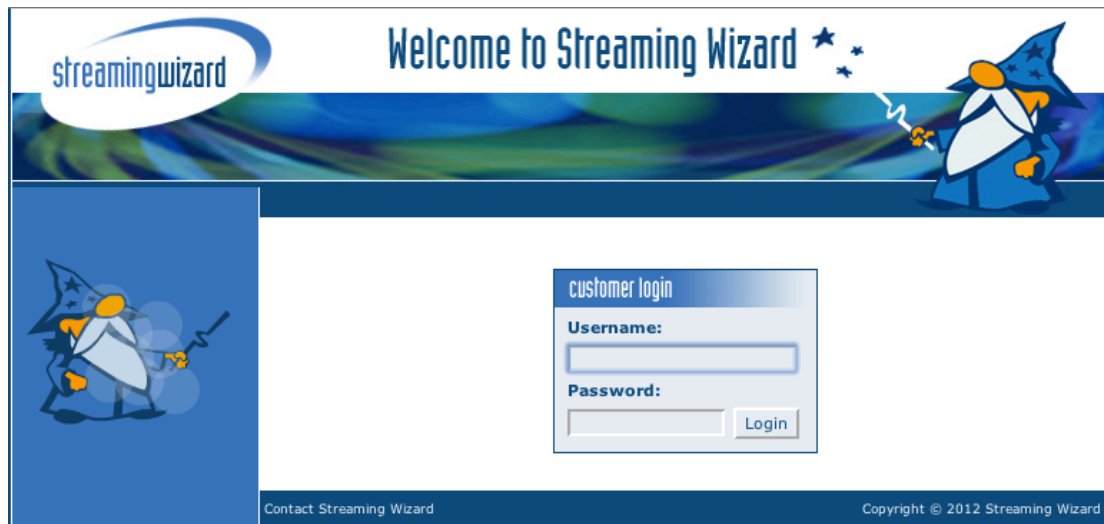 streamingwizard
Welcome to Streaming Wizard
customer login
Username:
Password:
Login
Contact Streaming Wizard
Copyright © 2012 Streaming Wizard